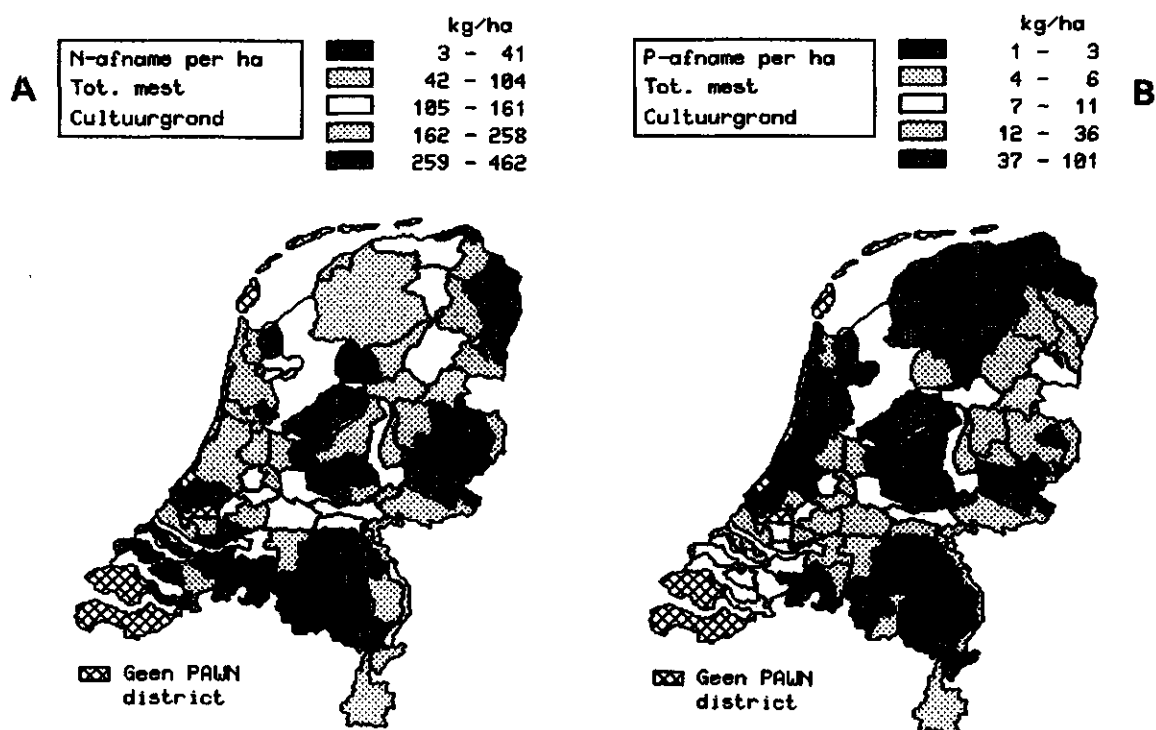 A
N-afname per ha
Tot. mest
Cultuurgrond
kg/ha
3 - 41
42 - 104
105 - 161
162 - 258
259 - 462
P-afname per ha
Tot. mest
Cultuurgrond
kg/ha
1 - 3
4 - 6
7 - 11
12 - 36
37 - 101
B
Geen PAWN
district
Geen PAWN
district